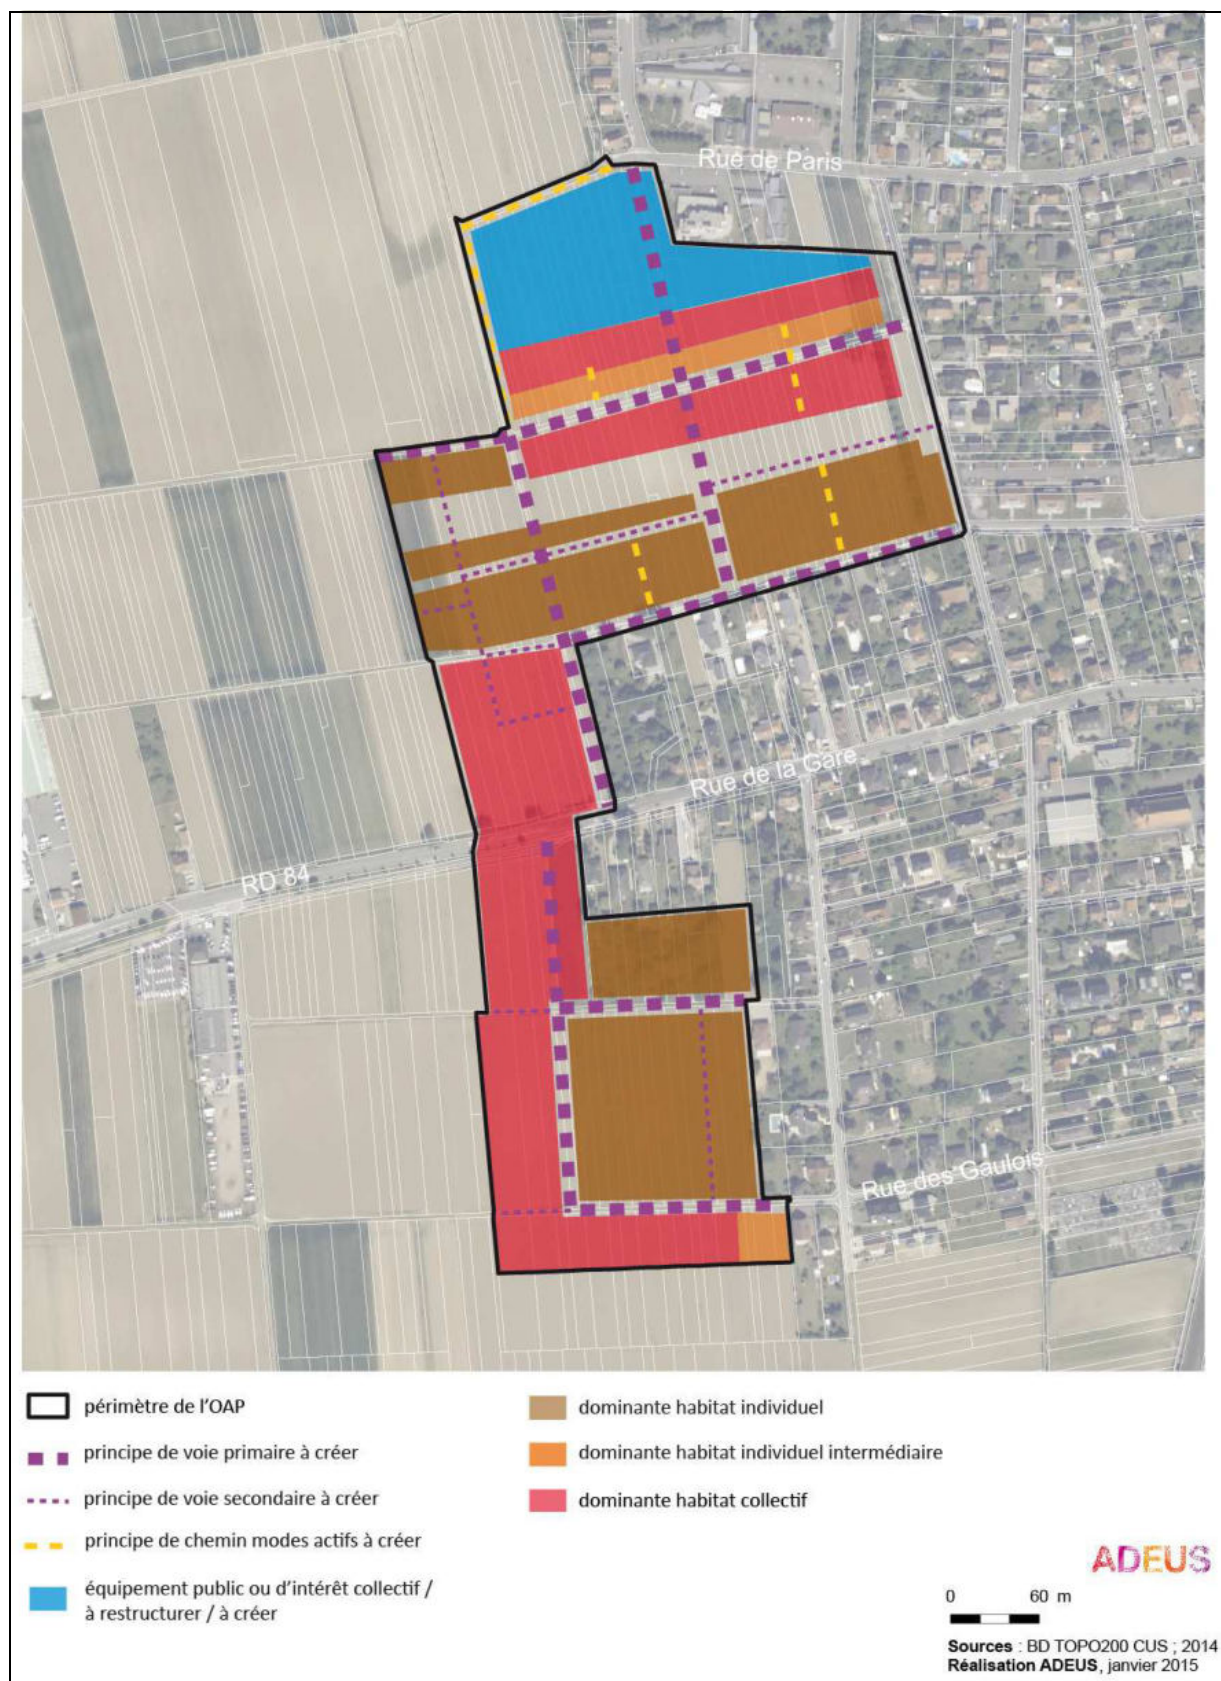 Rue de Paris
Rue de la Gare
RD 84
Rue des Gaulois
périmètre de l'OAP
principe de voie primaire à créer
principe de voie secondaire à créer
principe de chemin modes actifs à créer
équipement public ou d'intérêt collectif /
à restructurer / à créer
dominante habitat individuel
dominante habitat individuel intermédiaire
dominante habitat collectif
ADEUS
0 60 m
Sources : BD TOPO200 CUS ; 2014
Réalisation ADEUS, janvier 2015